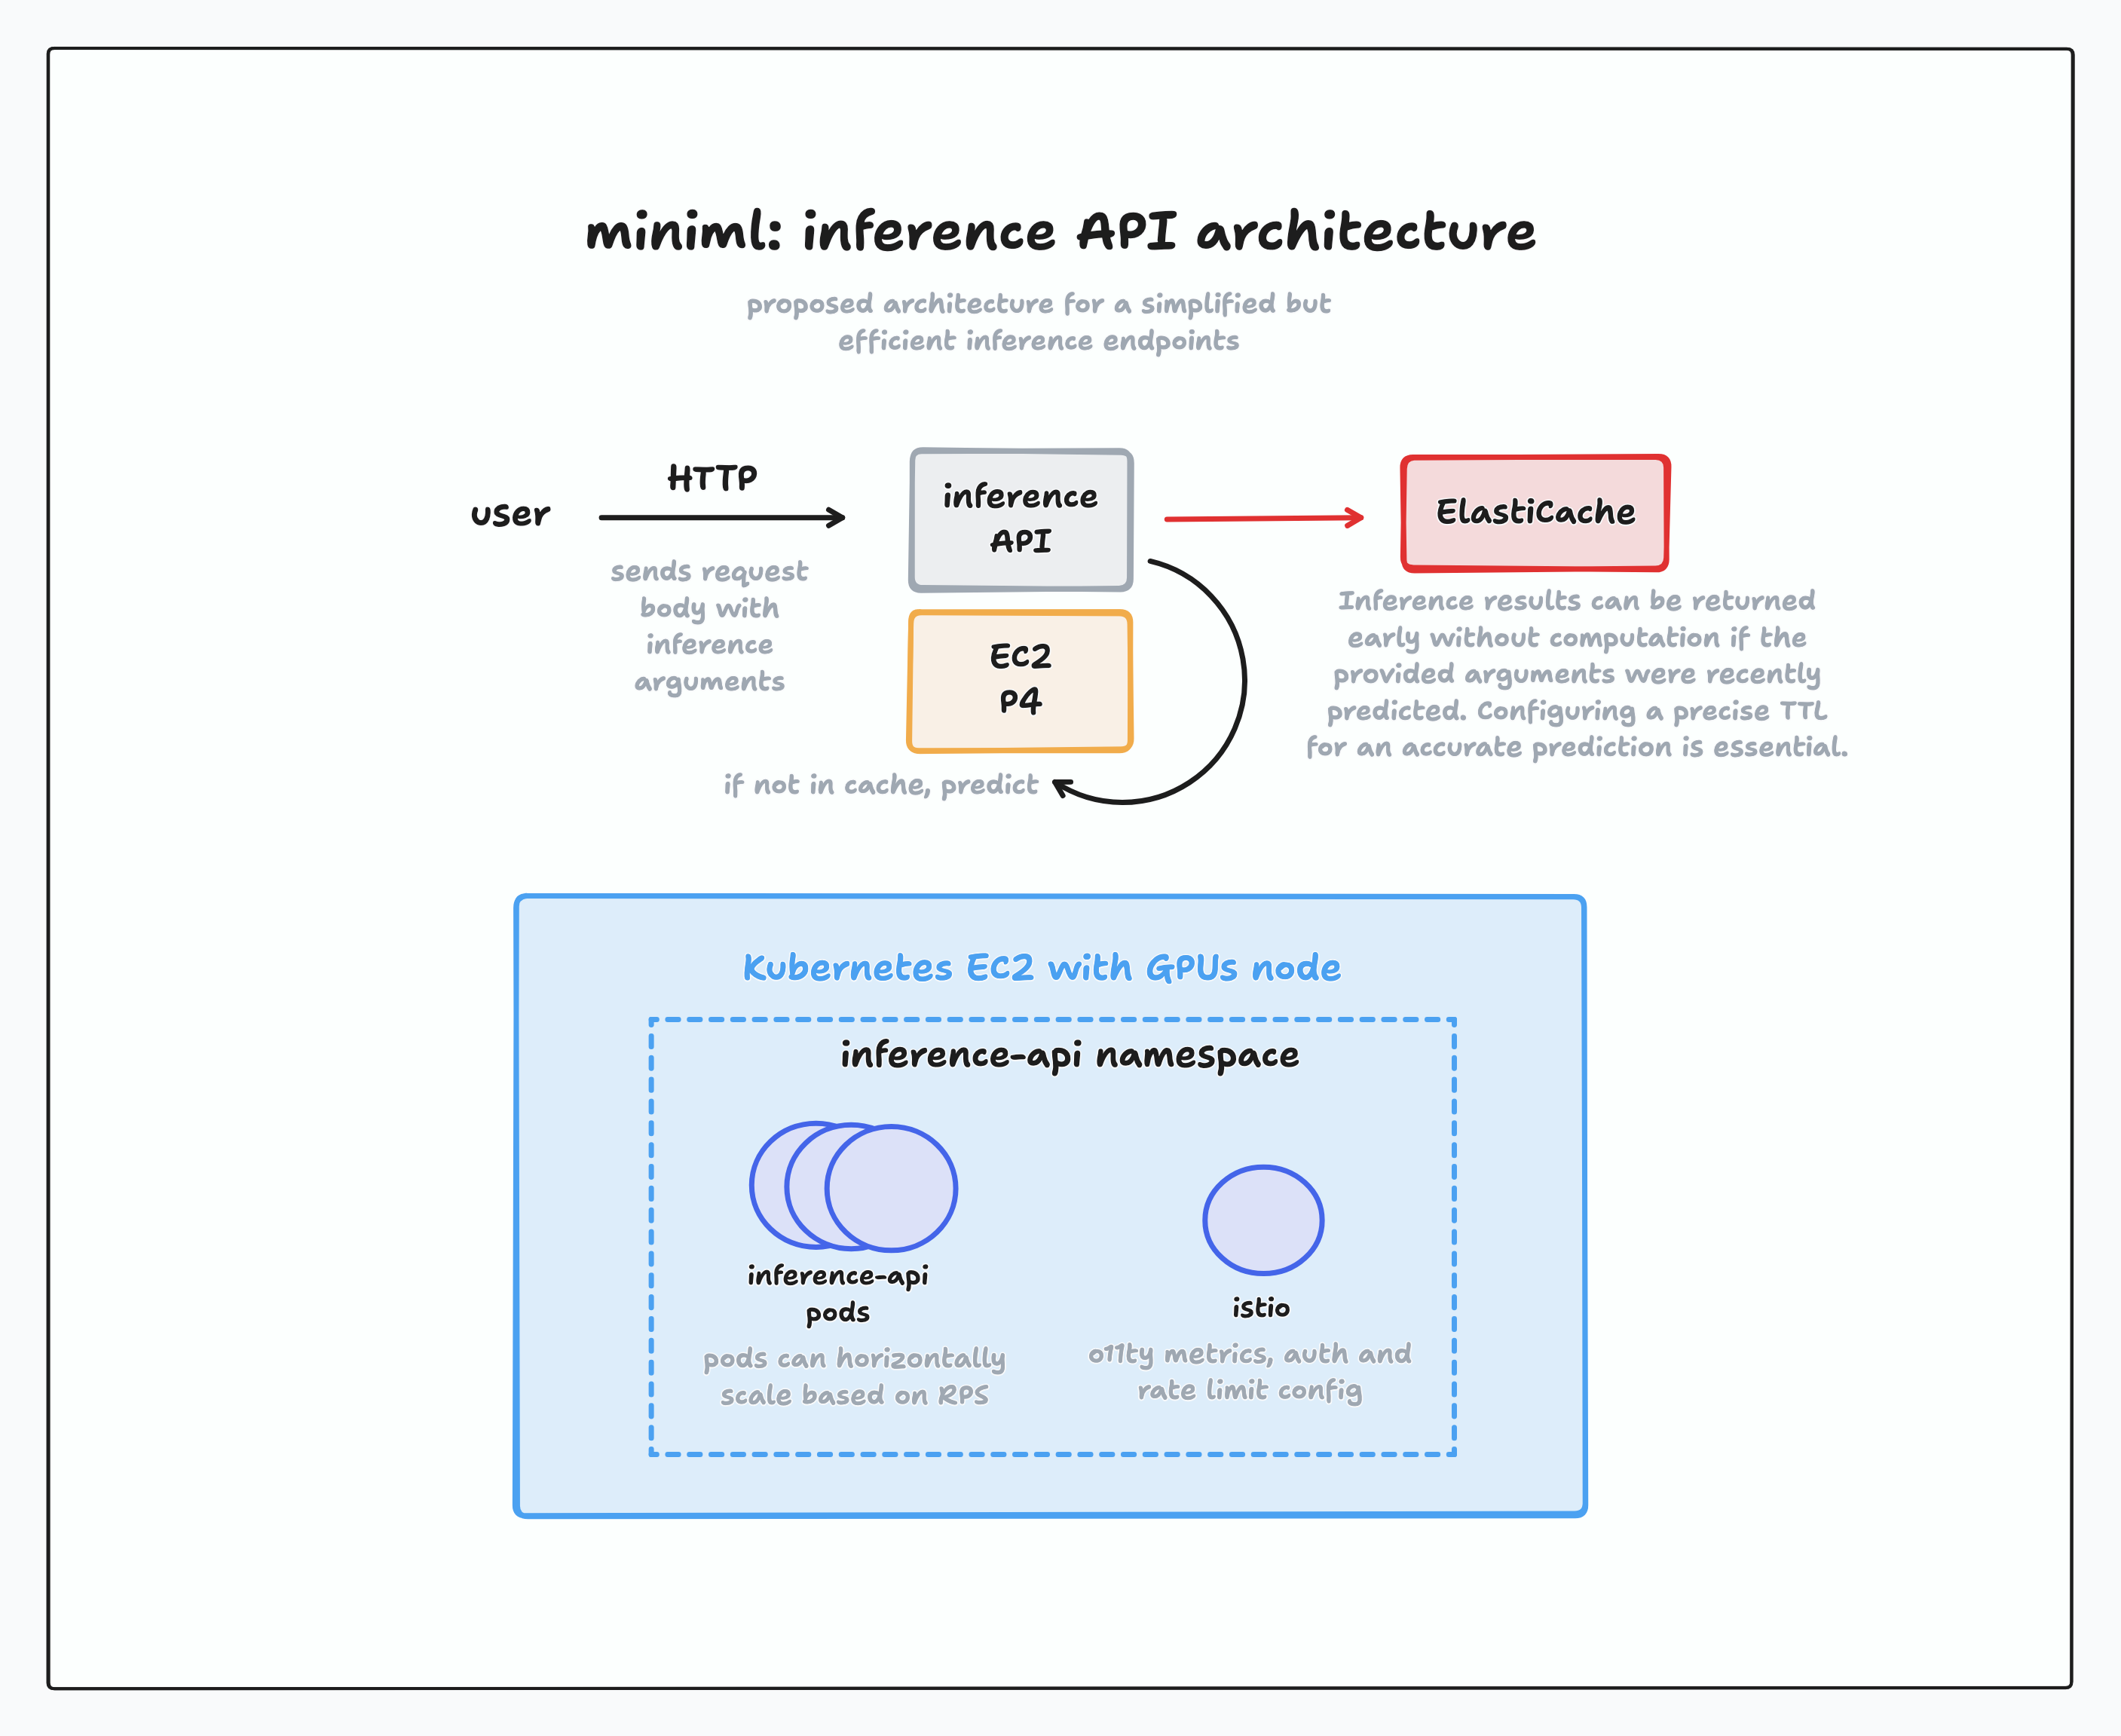 miniml: inference API architecture
proposed architecture for a simplified but
efficient inference endpoints
user
HTTP
sends request
body with
inference
arguments
inference
API
EC2
P4
if not in cache, predict
ElastiCache
Inference results can be returned
early without computation if the
provided arguments were recently
predicted. Configuring a precise TTL
for an accurate prediction is essential.
Kubernetes EC2 with GPUs node
inference-api namespace
inference-api
pods
pods can horizontally
scale based on RPS
istio
o11ty metrics, auth and
rate limit config